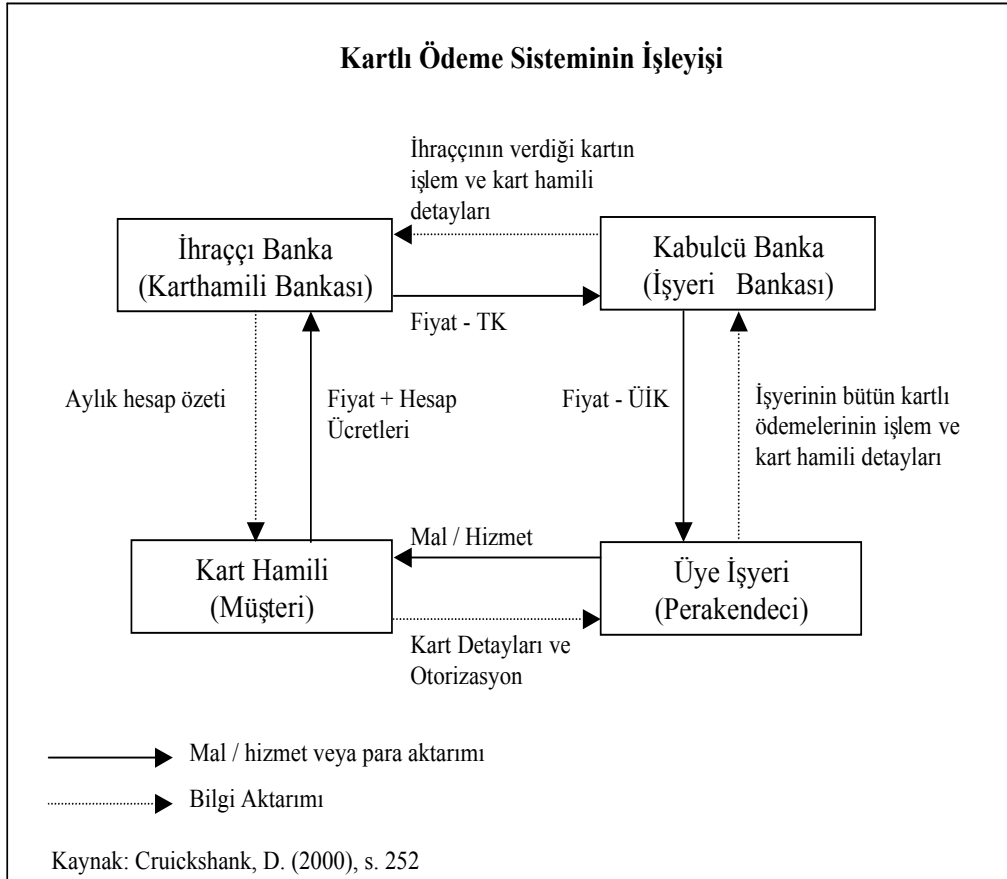 Kartlı Ödeme Sisteminin İşleyişi
İhraççının verdiği kartın
işlem ve kart hamili
detayları
İhraççı Banka
(Karthamili Bankası)
Kabulcü Banka
(İşyeri Bankası)
Fiyat - TK
Aylık hesap özeti
Fiyat + Hesap
Ücretleri
Fiyat - ÜİK
İşyerinin bütün kartlı
ödemelerinin işlem ve
kart hamili detayları
Mal / Hizmet
Kart Hamili
(Müşteri)
Üye İşyeri
(Perakendeci)
Kart Detayları ve
Otorizasyon
Mal / hizmet veya para aktarımı
Bilgi Aktarımı
Kaynak: Cruickshank, D. (2000), s. 252